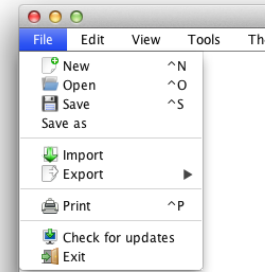 File Edit View Tools Th
New ^N
Open ^O
Save ^S
Save as
Import
Export
Print ^P
Check for updates
Exit